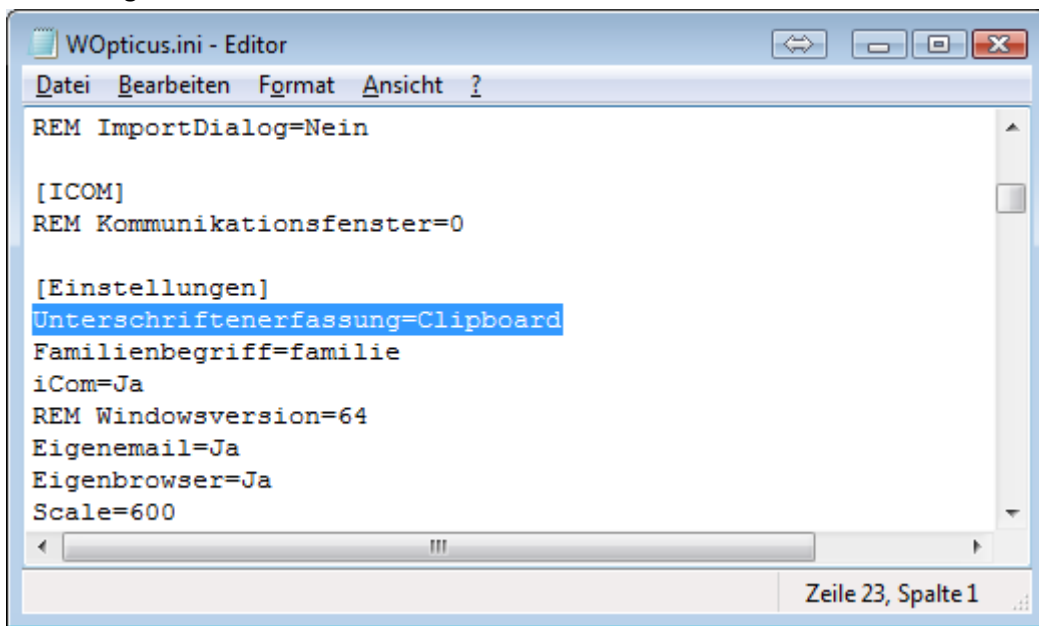 WOpticus.ini - Editor
Datei Bearbeiten Format Ansicht ?
REM ImportDialog=Nein
[ICOM]
REM Kommunikationsfenster=0
[Einstellungen]
Unterschriftenerfassung=Clipboard
Familienbegriff=familie
iCom=Ja
REM Windowsversion=64
Eigenemail=Ja
Eigenbrowser=Ja
Scale=600
Zeile 23, Spalte 1